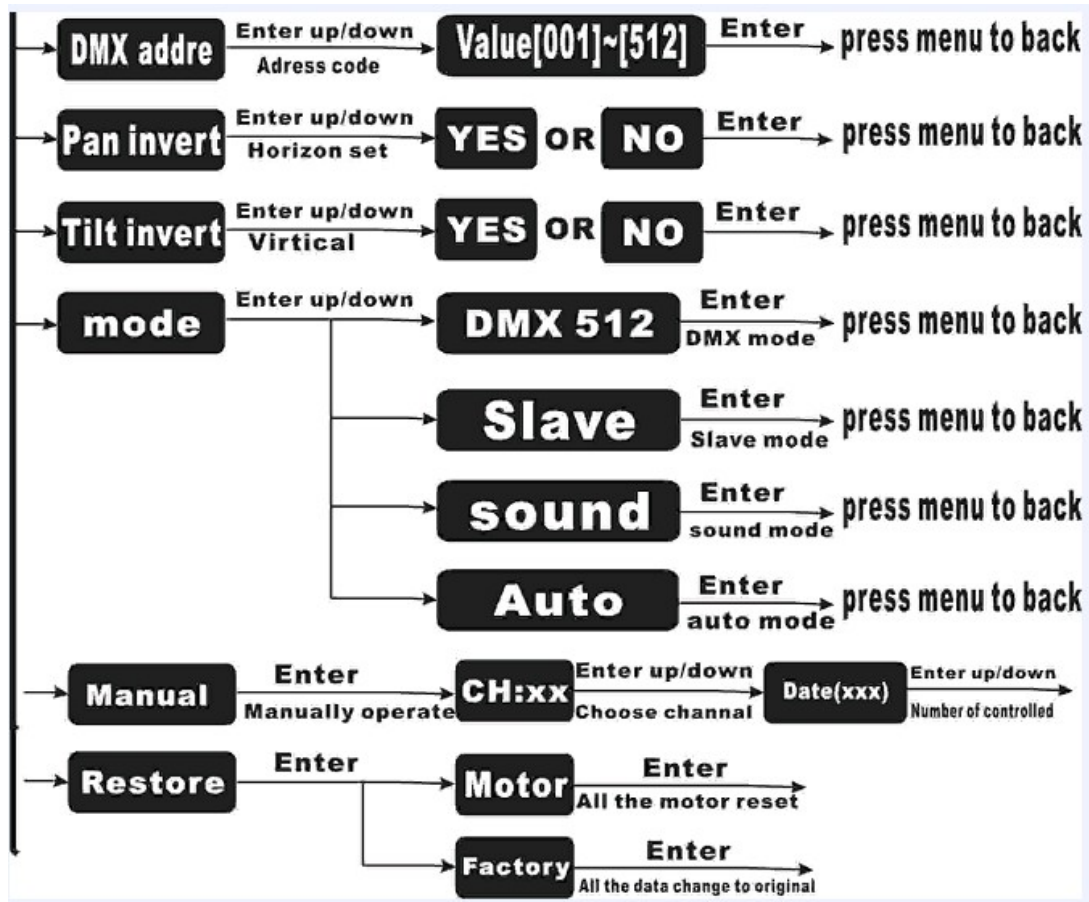 DMX addre Enter up/down Value[001]~[512] Enter press menu to back
Adress code
Pan invert Enter up/down YES OR NO Enter press menu to back
Horizon set
Tilt invert Enter up/down YES OR NO Enter press menu to back
Virtical
mode Enter up/down DMX 512 Enter press menu to back
DMX mode
Slave Enter press menu to back
Slave mode
sound Enter press menu to back
sound mode
Auto Enter press menu to back
auto mode
Manual Enter CH:xx Enter up/down Date(xxx) Enter up/down
Manually operate Choose channal Number of controlled
Restore Enter Motor Enter
All the motor reset
Factory Enter
All the data change to original